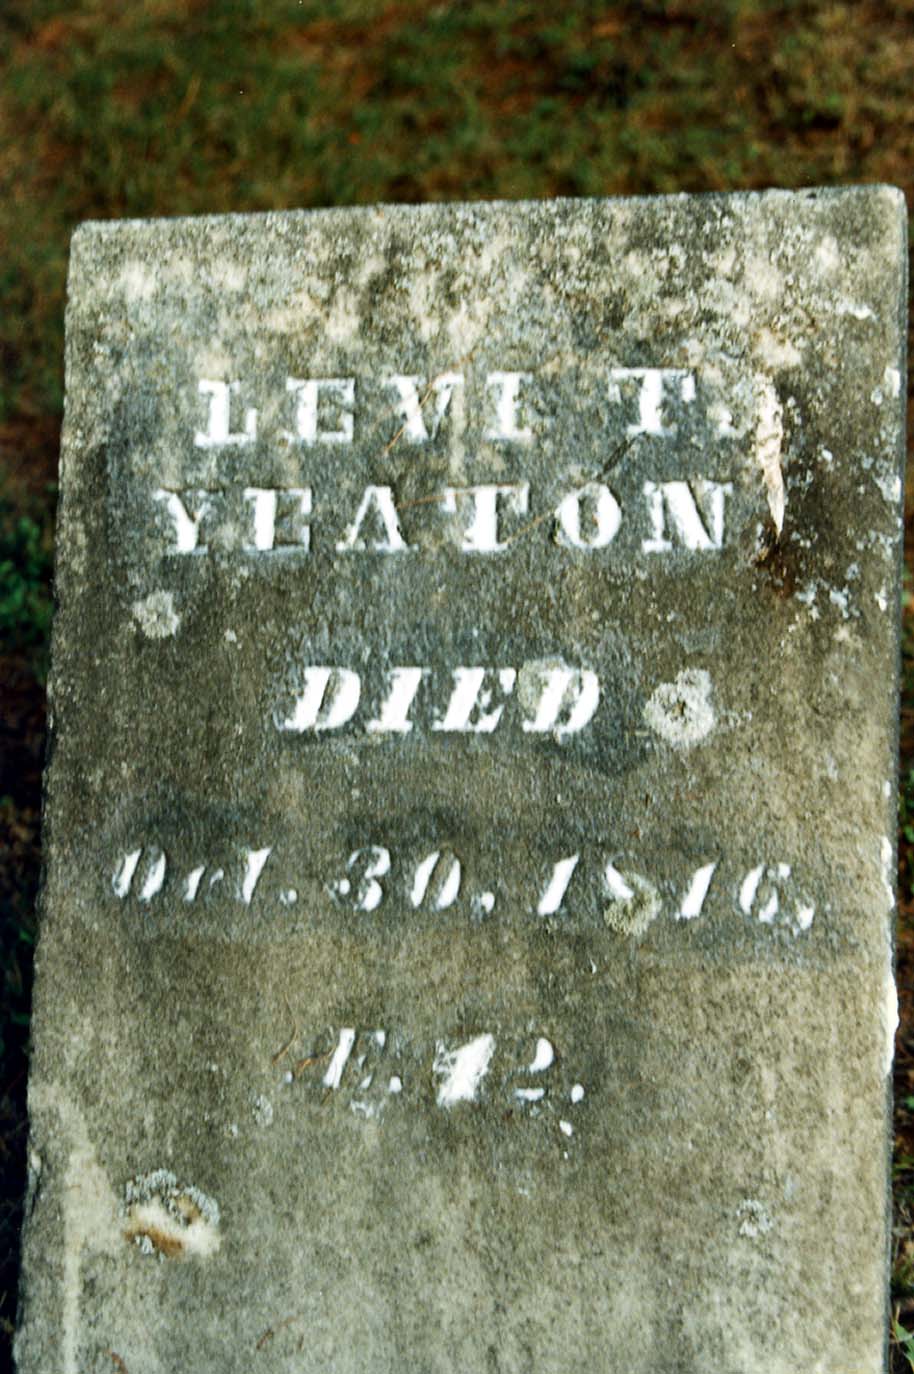 LEVI T.
YEATON
DIED
Oct. 30, 1846,
Æ. 42.